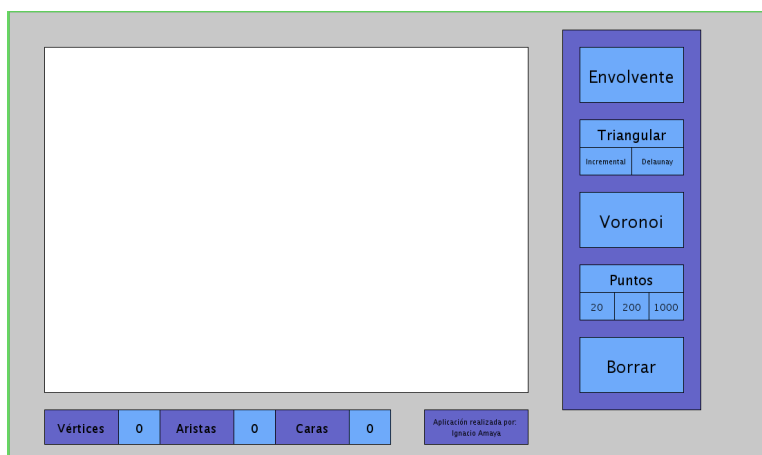 Envolvente
Triangular
Incremental Delaunay
Voronoi
Puntos
20 200 1000
Borrar
Vértices 0 Aristas 0 Caras 0
Aplicación realizada por:
Ignacio Amaya